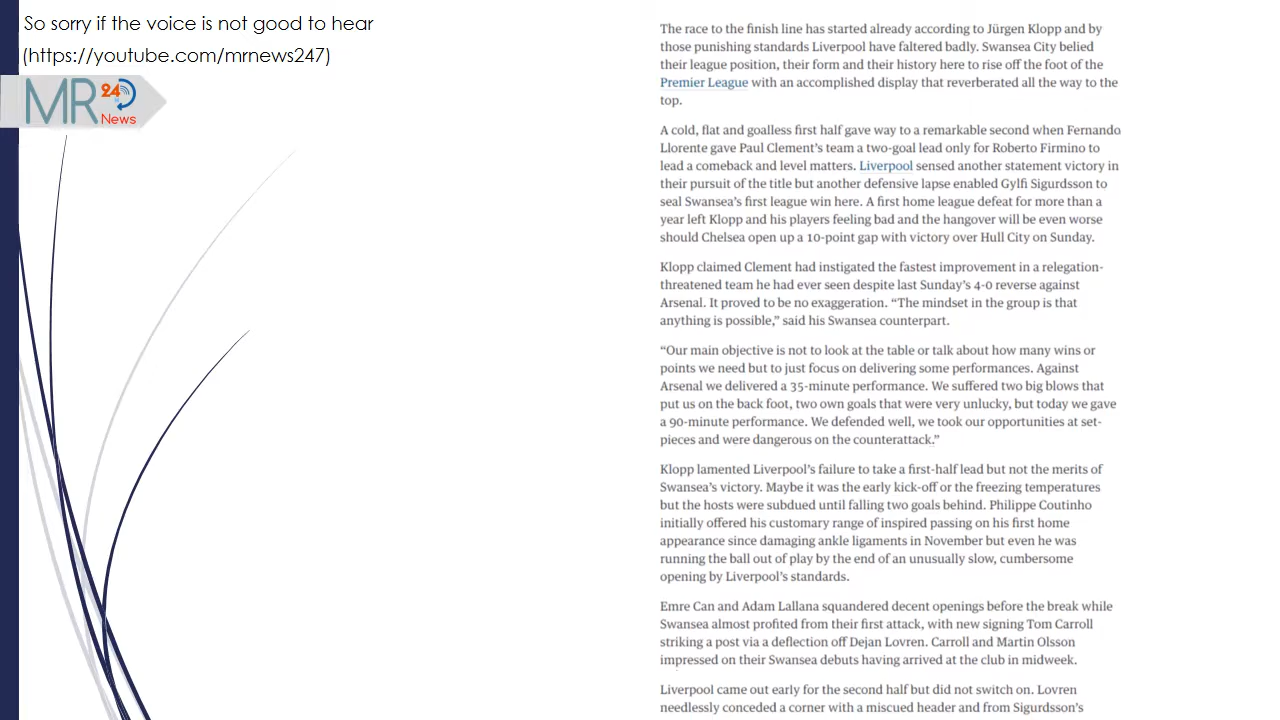 So sorry if the voice is not good to hear
(https://youtube.com/mrnews247)
MR 24
News
The race to the finish line has started already according to Jürgen Klopp and by
those punishing standards Liverpool have faltered badly. Swansea City belied
their league position, their form and their history here to rise off the foot of the
Premier League with an accomplished display that reverberated all the way to the
top.
A cold, flat and goalless first half gave way to a remarkable second when Fernando
Llorente gave Paul Clement’s team a two-goal lead only for Roberto Firmino to
lead a comeback and level matters. Liverpool sensed another statement victory in
their pursuit of the title but another defensive lapse enabled Gylfi Sigurdsson to
seal Swansea’s first league win here. A first home league defeat for more than a
year left Klopp and his players feeling bad and the hangover will be even worse
should Chelsea open up a 10-point gap with victory over Hull City on Sunday.
Klopp claimed Clement had instigated the fastest improvement in a relegation-
threatened team he had ever seen despite last Sunday’s 4-0 reverse against
Arsenal. It proved to be no exaggeration. “The mindset in the group is that
anything is possible,” said his Swansea counterpart.
“Our main objective is not to look at the table or talk about how many wins or
points we need but to just focus on delivering some performances. Against
Arsenal we delivered a 35-minute performance. We suffered two big blows that
put us on the back foot, two own goals that were very unlucky, but today we gave
a 90-minute performance. We defended well, we took our opportunities at set-
pieces and were dangerous on the counterattack.”
Klopp lamented Liverpool’s failure to take a first-half lead but not the merits of
Swansea’s victory. Maybe it was the early kick-off or the freezing temperatures
but the hosts were subdued until falling two goals behind. Philippe Coutinho
initially offered his customary range of inspired passing on his first home
appearance since damaging ankle ligaments in November but even he was
running the ball out of play by the end of an unusually slow, cumbersome
opening by Liverpool’s standards.
Emre Can and Adam Lallana squandered decent openings before the break while
Swansea almost profited from their first attack, with new signing Tom Carroll
striking a post via a deflection off Dejan Lovren. Carroll and Martin Olsson
impressed on their Swansea debuts having arrived at the club in midweek.
Liverpool came out early for the second half but did not switch on. Lovren
needlessly conceded a corner with a miscued header and from Sigurdsson’s